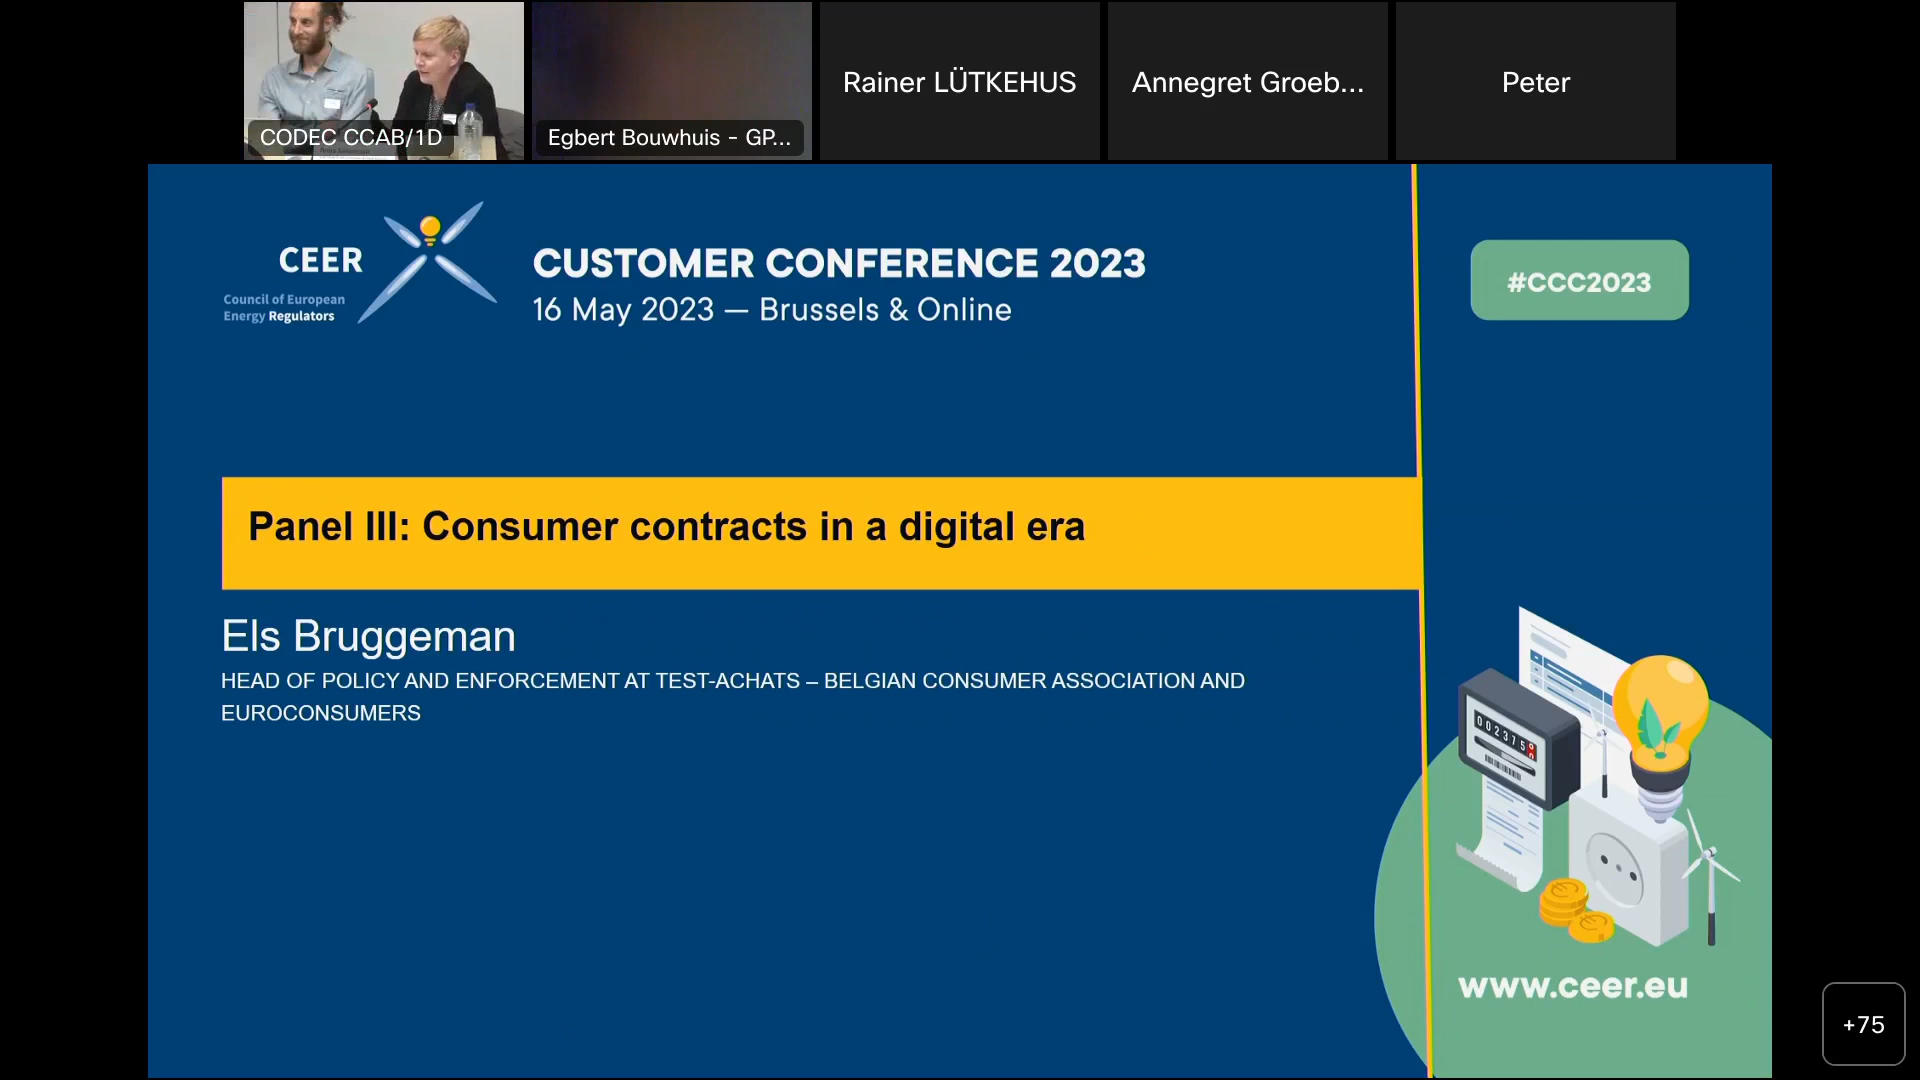 CODEC CCAB/1D
Egbert Bouwhuis - GP...
Rainer LÜTKEHUS
Annegret Groeb...
Peter
CEER
Council of European
Energy Regulators
CUSTOMER CONFERENCE 2023
16 May 2023 — Brussels & Online
#CCC2023
Panel III: Consumer contracts in a digital era
Els Bruggeman
HEAD OF POLICY AND ENFORCEMENT AT TEST-ACHATS – BELGIAN CONSUMER ASSOCIATION AND
EUROCONSUMERS
002375
www.ceer.eu
+75